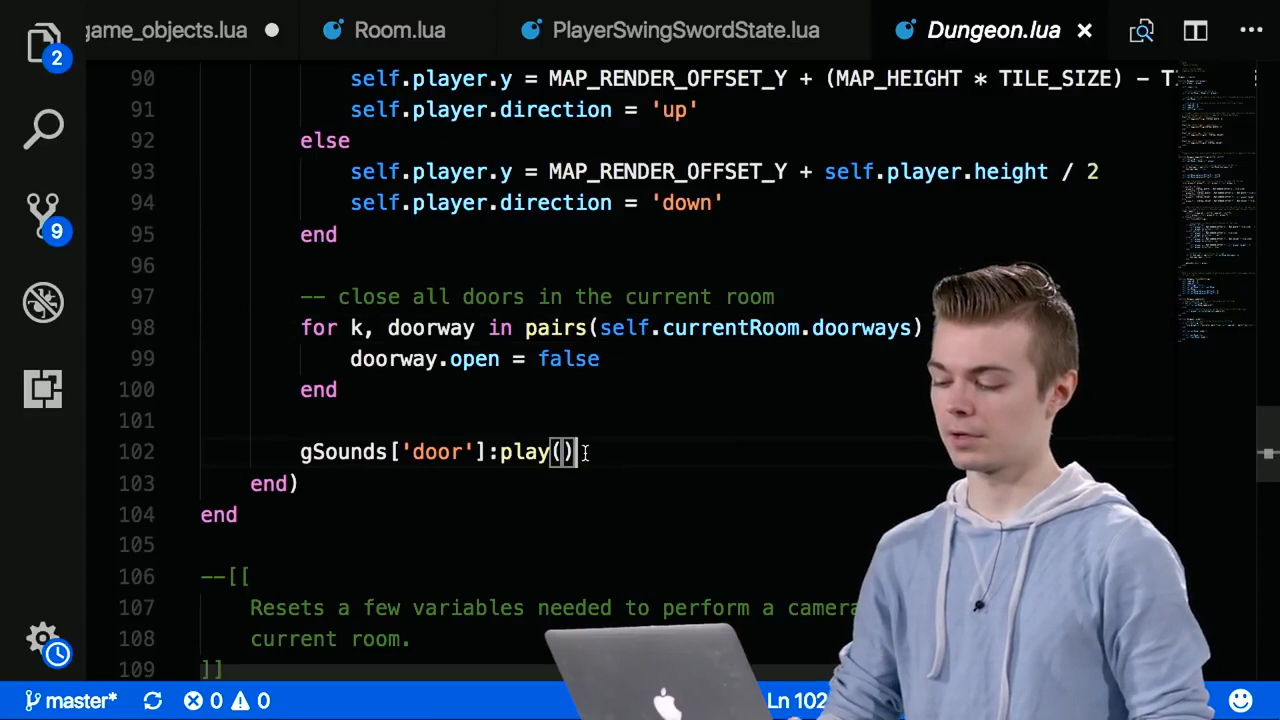 game_objects.lua
Room.lua
PlayerSwingSwordState.lua
Dungeon.lua
2
9
90 self.player.y = MAP_RENDER_OFFSET_Y + (MAP_HEIGHT * TILE_SIZE) -
91 self.player.direction = 'up'
92 else
93 self.player.y = MAP_RENDER_OFFSET_Y + self.player.height / 2
94 self.player.direction = 'down'
95 end
96
97 -- close all doors in the current room
98 for k, doorway in pairs(self.currentRoom.doorways)
99 doorway.open = false
100 end
101
102 gSounds['door']:play()
103 end)
104 end
105
106 --[[
107 Resets a few variables needed to perform a camera
108 current room.
109 ]]
master* 0 0 Ln 102